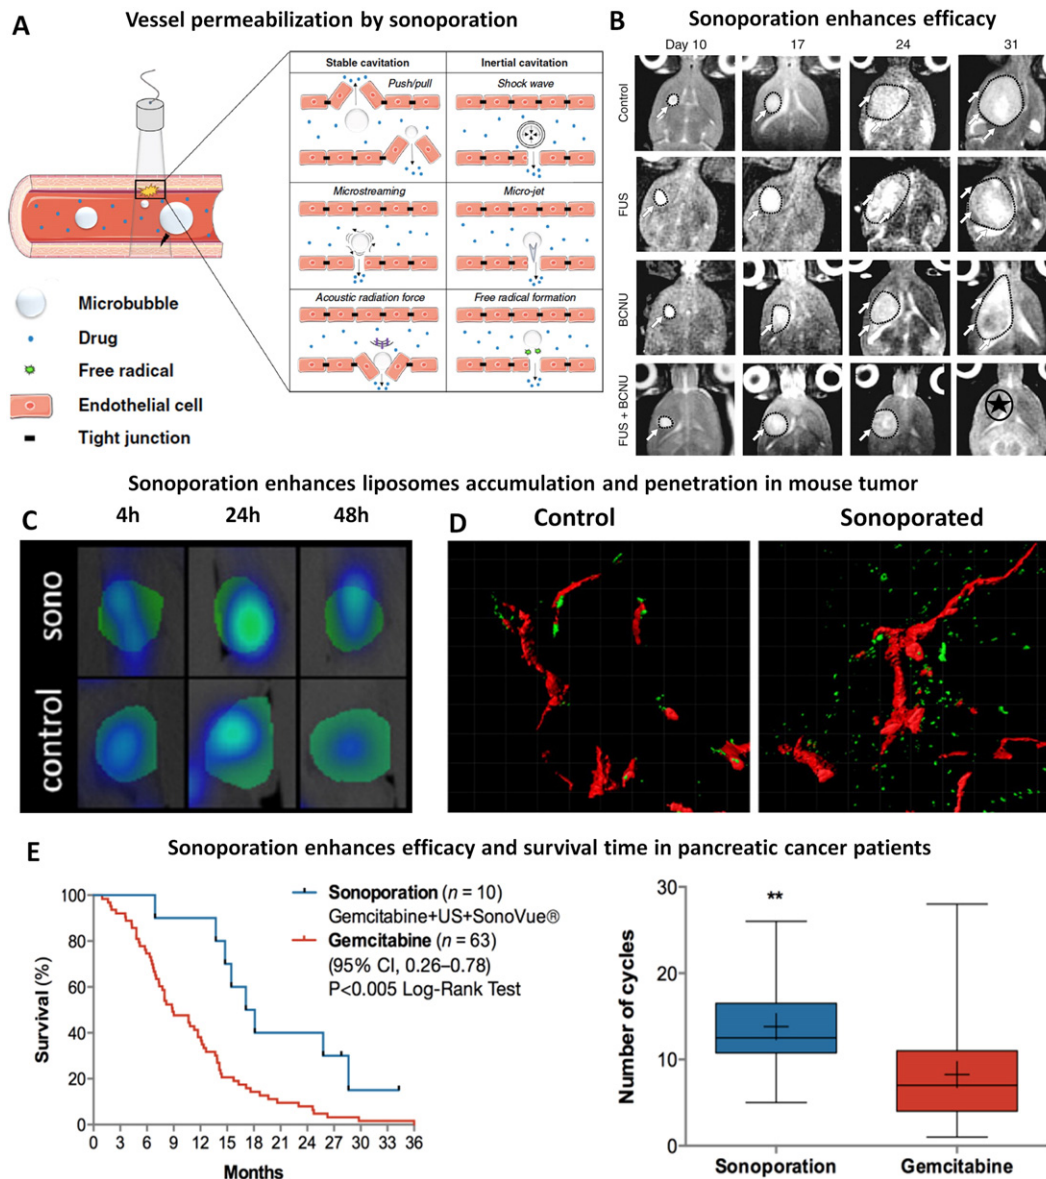 A
Vessel permeabilization by sonoporation
Stable cavitation
Inertial cavitation
Push/pull
Shock wave
Microstreaming
Micro-jet
Acoustic radiation force
Free radical formation
Microbubble
Drug
Free radical
Endothelial cell
Tight junction
B
Sonoporation enhances efficacy
Day 10
17
24
31
Control
FUS
BCNU
FUS + BCNU
Sonoporation enhances liposomes accumulation and penetration in mouse tumor
C
4h
24h
48h
sono
control
D
Control
Sonoporated
E
Sonoporation enhances efficacy and survival time in pancreatic cancer patients
Survival (%)
100
80
60
40
20
0
0 3 6 9 12 15 18 21 24 27 30 33 36
Months
Sonoporation (n = 10)
Gemcitabine+US+SonoVue®
Gemcitabine (n = 63)
(95% CI, 0.26–0.78)
P<0.005 Log-Rank Test
Number of cycles
30
20
10
0
**
Sonoporation
Gemcitabine